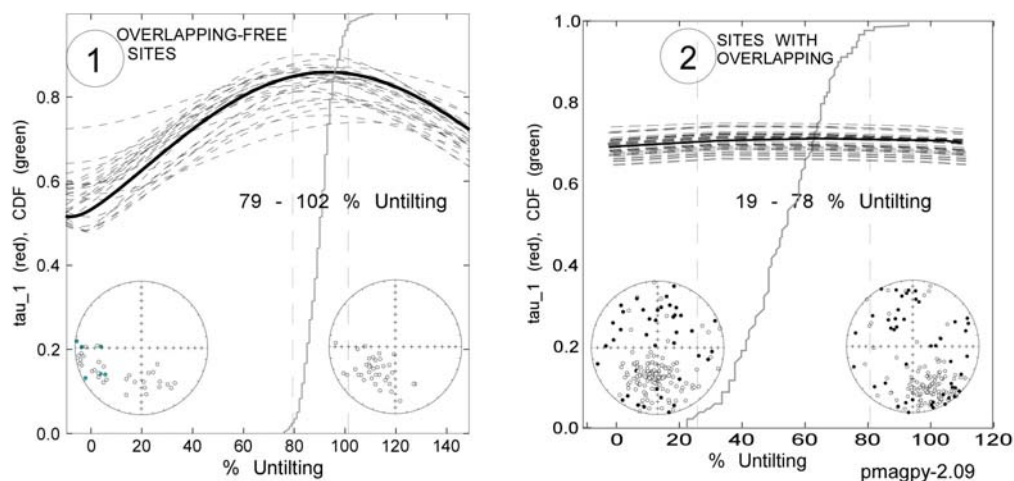 1
OVERLAPPING-FREE
SITES
tau_1 (red), CDF (green)
0.8
0.6
0.4
0.2
0.0
79 - 102 % Untilting
0 20 40 60 80 100 120 140
% Untilting
2
SITES WITH
OVERLAPPING
tau_1 (red), CDF (green)
1.0
0.8
0.6
0.4
0.2
0.0
19 - 78 % Untilting
0 20 40 60 80 100 120
% Untilting
pmagpy-2.09